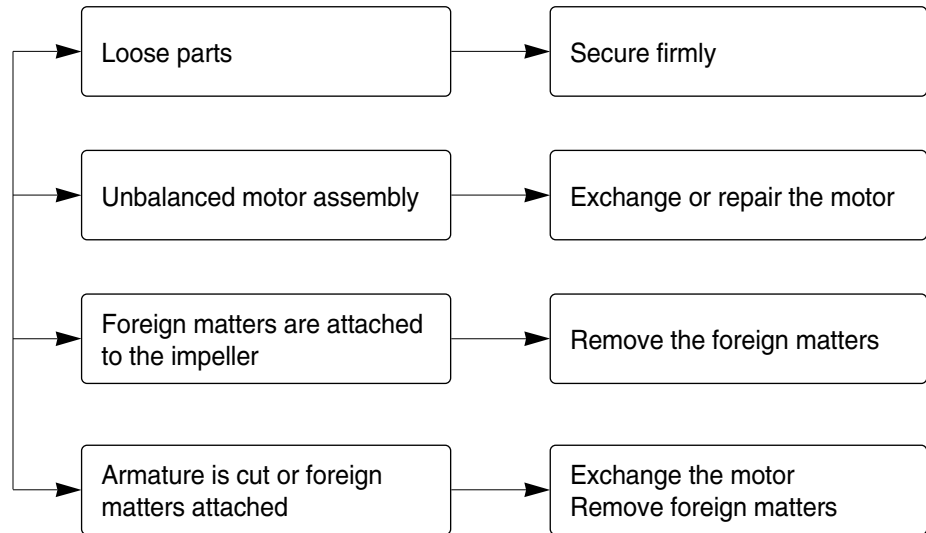 Loose parts
Secure firmly
Unbalanced motor assembly
Exchange or repair the motor
Foreign matters are attached
to the impeller
Remove the foreign matters
Armature is cut or foreign
matters attached
Exchange the motor
Remove foreign matters